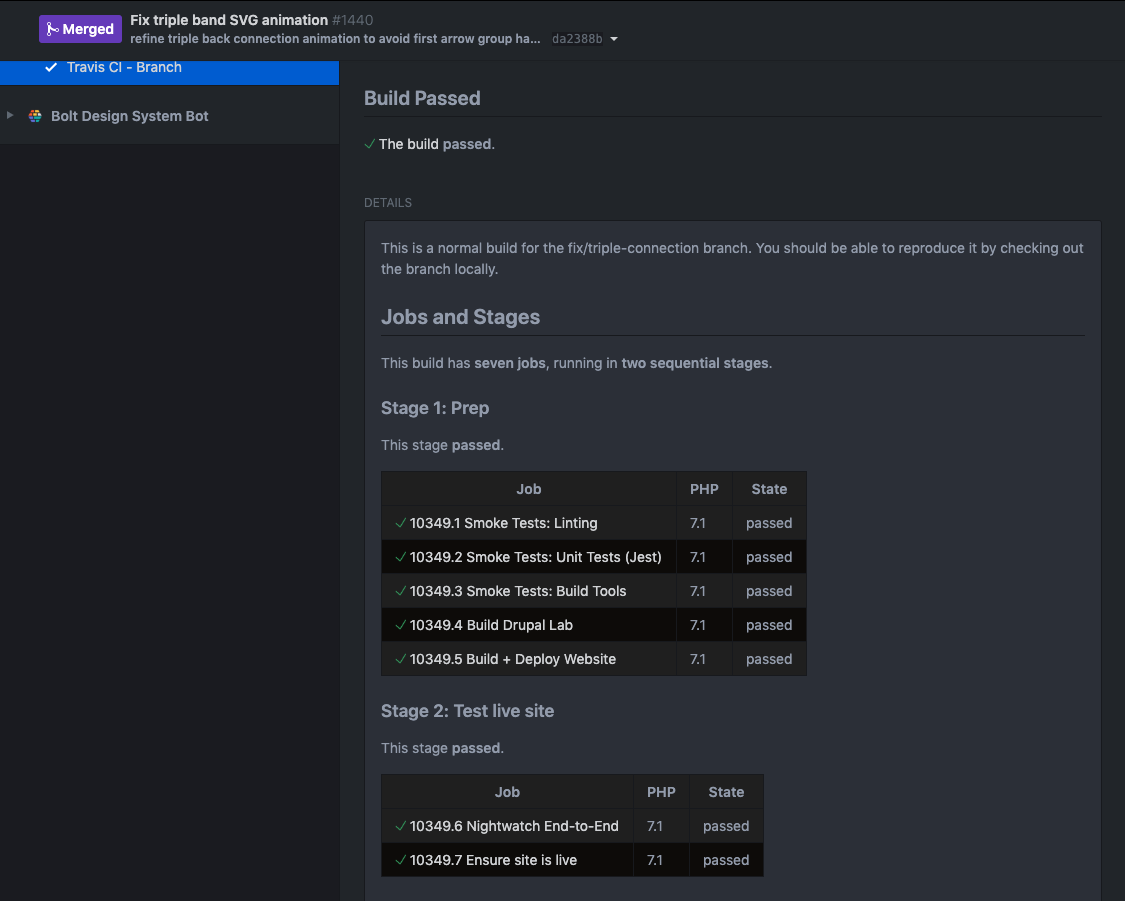 Merged
Fix triple band SVG animation #1440
refine triple back connection animation to avoid first arrow group ha... da2388b
Travis CI - Branch
Bolt Design System Bot
Build Passed
The build passed.
DETAILS
This is a normal build for the fix/triple-connection branch. You should be able to reproduce it by checking out
the branch locally.
Jobs and Stages
This build has seven jobs, running in two sequential stages.
Stage 1: Prep
This stage passed.
Job PHP State
10349.1 Smoke Tests: Linting 7.1 passed
10349.2 Smoke Tests: Unit Tests (Jest) 7.1 passed
10349.3 Smoke Tests: Build Tools 7.1 passed
10349.4 Build Drupal Lab 7.1 passed
10349.5 Build + Deploy Website 7.1 passed
Stage 2: Test live site
This stage passed.
Job PHP State
10349.6 Nightwatch End-to-End 7.1 passed
10349.7 Ensure site is live 7.1 passed